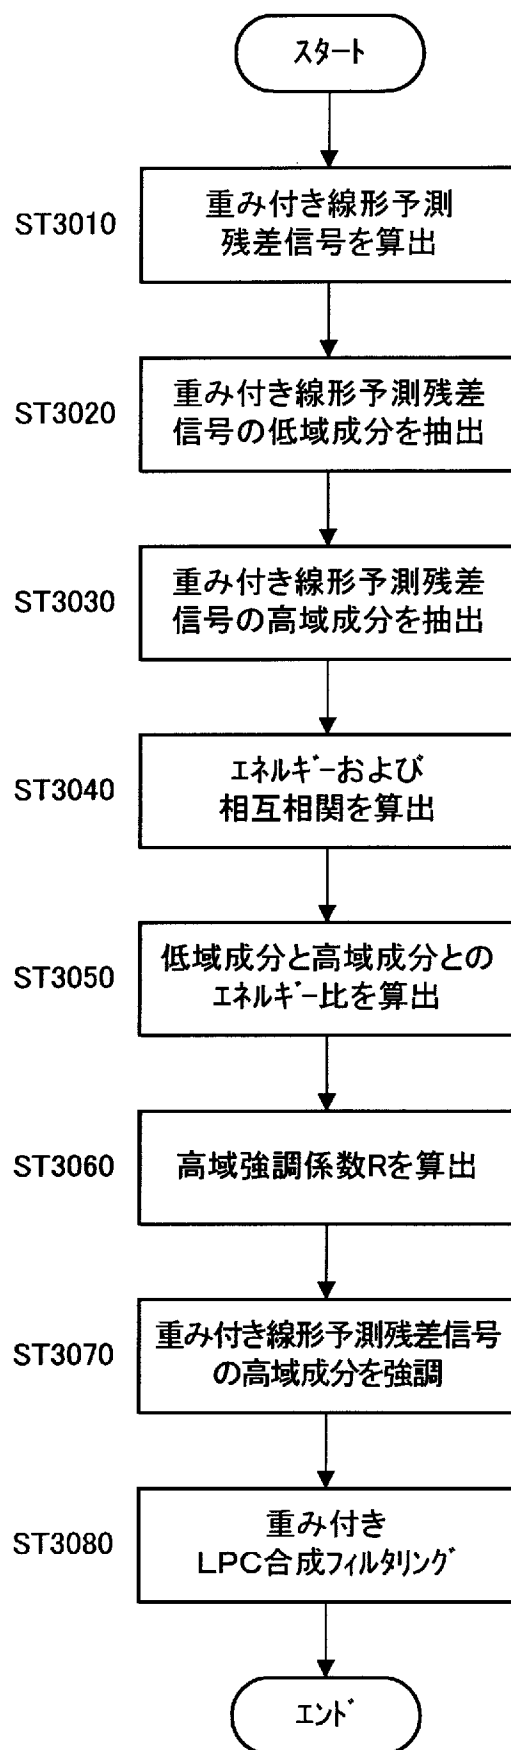 スタート
ST3010
重み付き線形予測
残差信号を算出
ST3020
重み付き線形予測残差
信号の低域成分を抽出
ST3030
重み付き線形予測残差
信号の高域成分を抽出
ST3040
エネルギーおよび
相互相関を算出
ST3050
低域成分と高域成分との
エネルギー比を算出
ST3060
高域強調係数Rを算出
ST3070
重み付き線形予測残差信号
の高域成分を強調
ST3080
重み付き
LPC合成フィルタリング
エンド